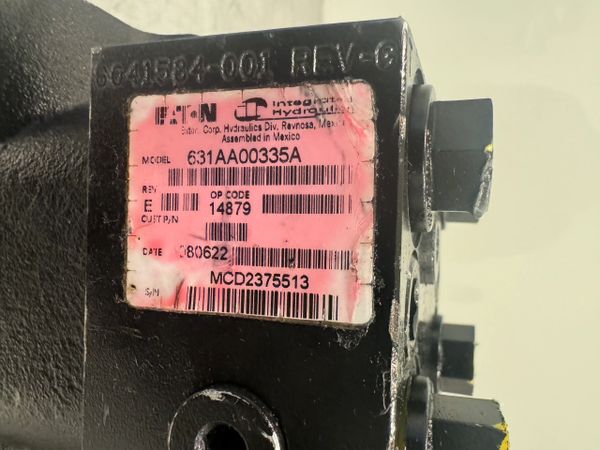 6641584-001 REV-G
EATON Integrated Hydraulics
Eaton Corp. Hydraulics Div. Reynosa, Mexico
Assembled in Mexico
MODEL 631AA00335A
REV OP CODE
E 14879
CUST P/N
DATE 080622
MCD2375513
S/N